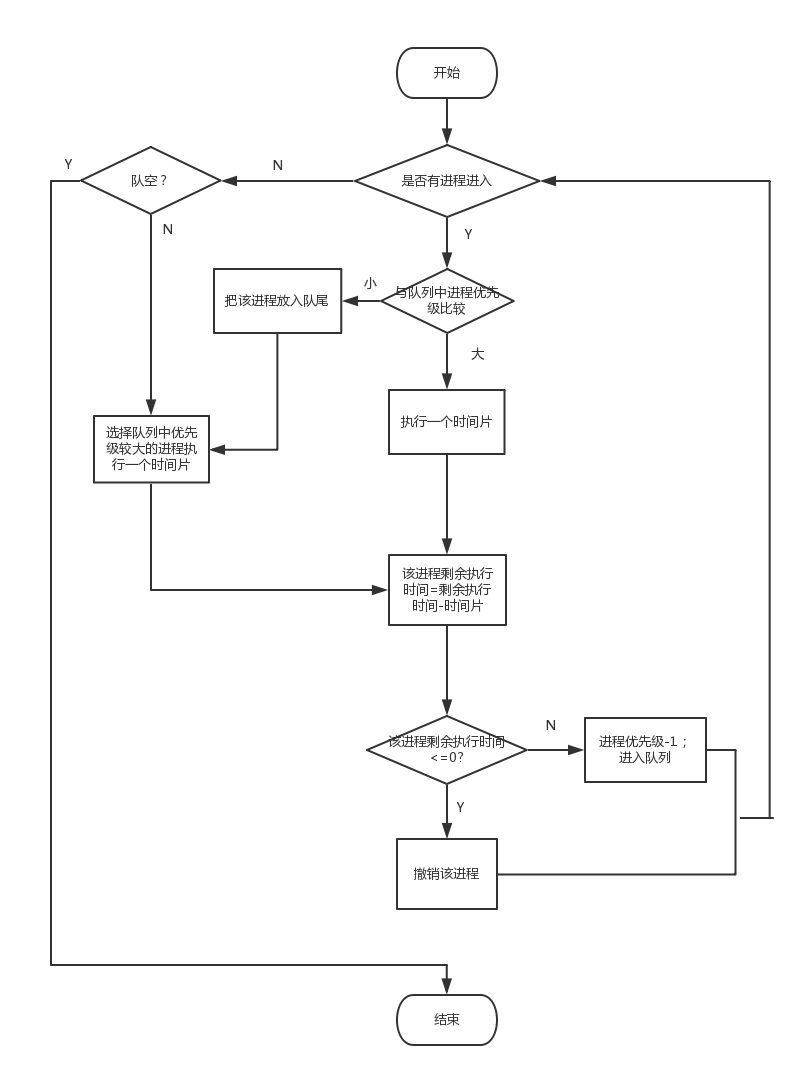 开始
Y
队空？
N
是否有进程进入
N
Y
把该进程放入队尾
小
与队列中进程优先
级比较
大
选择队列中优先
级较大的进程执
行一个时间片
执行一个时间片
该进程剩余执行
时间=剩余执行
时间-时间片
该进程剩余执行时间
<=0?
N
进程优先级-1；
进入队列
Y
撤销该进程
结束